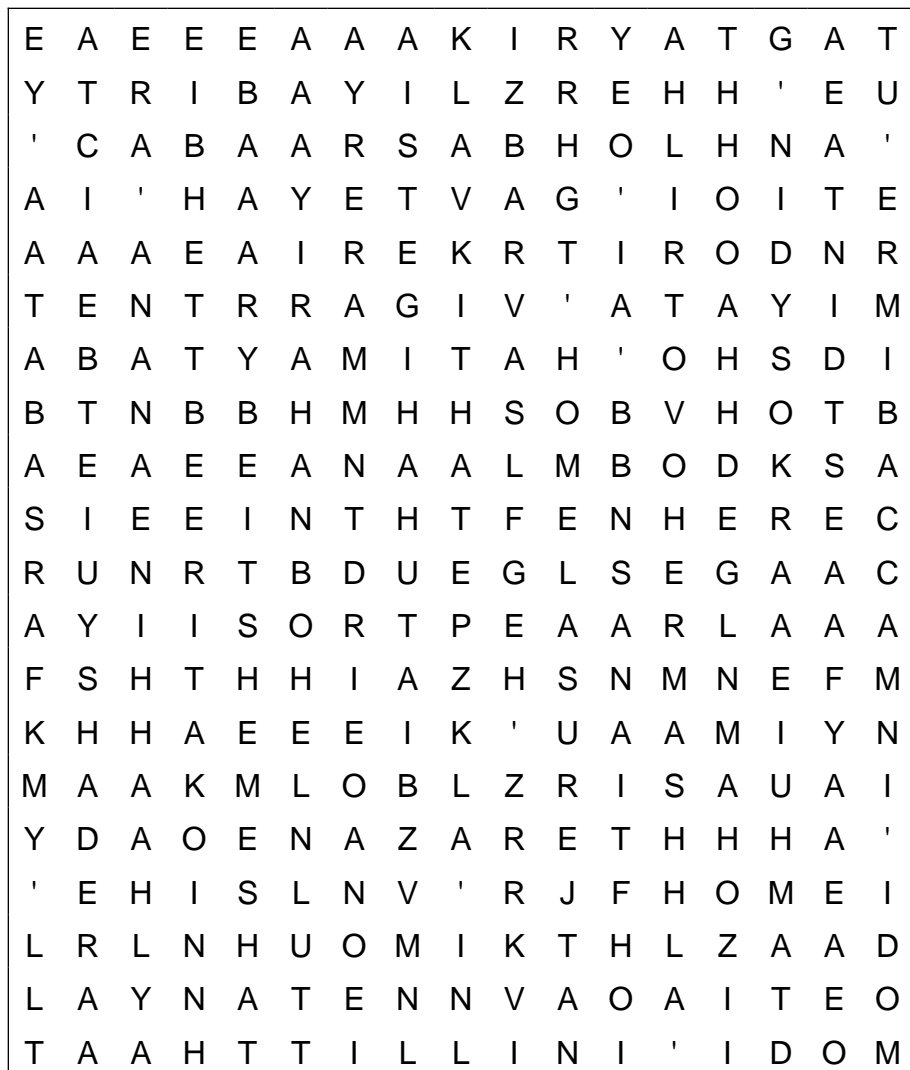 E A E E E A A A K I R Y A T G A T
Y T R I B A Y I L Z R E H H ' E U
' C A B A A R S A B H O L H N A '
A I ' H A Y E T V A G ' I O I T E
A A A E A I R E K R T I R O D N R
T E N T R R A G I V ' A T A Y I M
A B A T Y A M I T A H ' O H S D I
B T N B B H M H H S O B V H O T B
A E A E E A N A A L M B O D K S A
S I E E I N T H T F E N H E R E C
R U N R T B D U E G L S E G A A C
A Y I I S O R T P E A A R L A A A
F S H T H H I A Z H S N M N E F M
K H H A E E E I K ' U A A M I Y N
M A A K M L O B L Z R I S A U A I
Y D A O E N A Z A R E T H H H A '
' E H I S L N V ' R J F H O M E I
L R L N H U O M I K T H L Z A A D
L A Y N A T E N N V A O A I T E O
T A A H T T I L L I N I ' I D O M